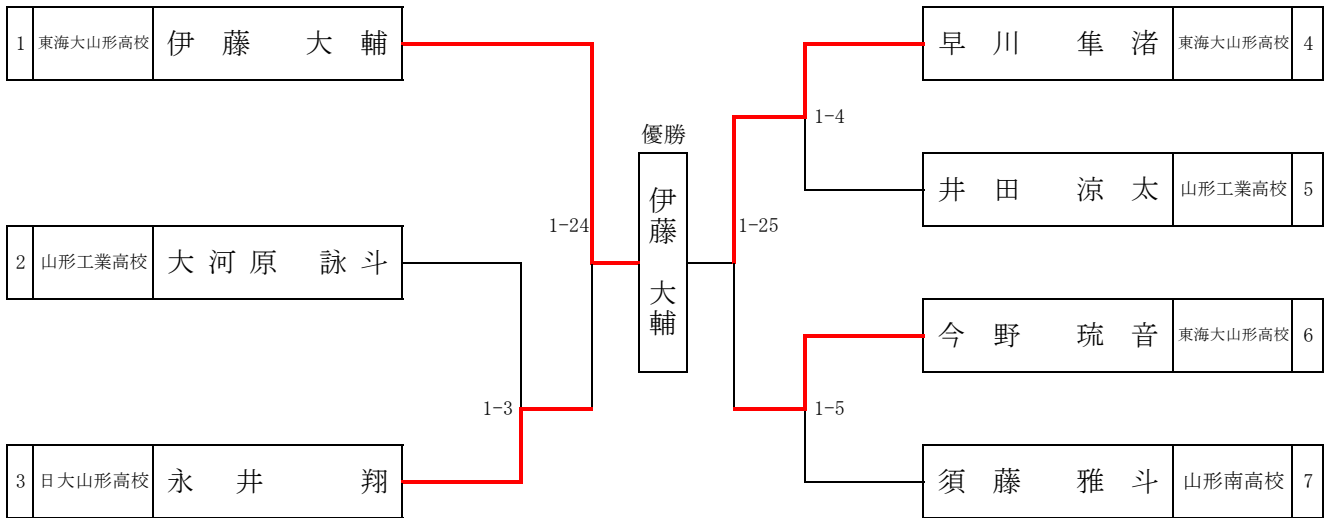 1 東海大山形高校 伊藤 大輔
2 山形工業高校 大河原 詠斗
3 日大山形高校 永井 翔
1-24
1-3
優勝
伊藤 大輔
1-25
1-4
1-5
早川 隼渚 東海大山形高校 4
井田 涼太 山形工業高校 5
今野 琉音 東海大山形高校 6
須藤 雅斗 山形南高校 7